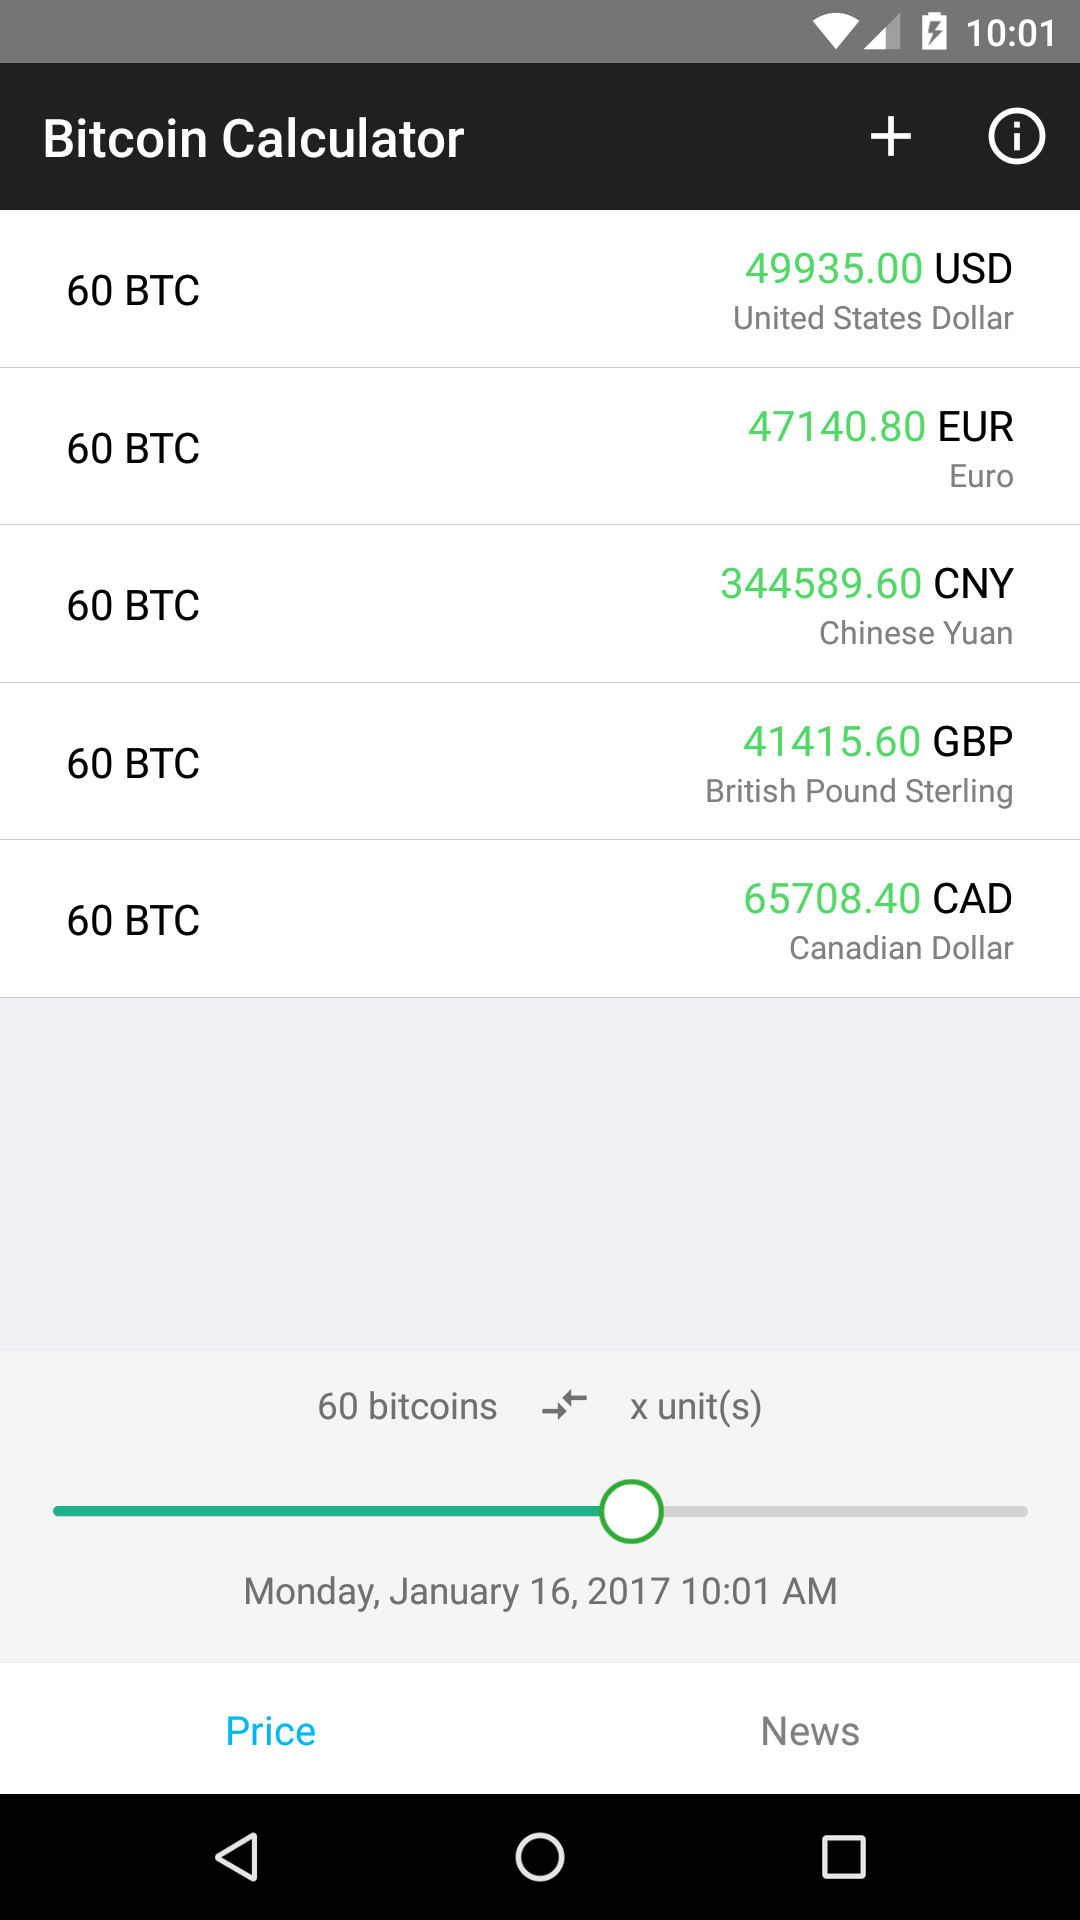 10:01
Bitcoin Calculator
60 BTC
49935.00 USD
United States Dollar
60 BTC
47140.80 EUR
Euro
60 BTC
344589.60 CNY
Chinese Yuan
60 BTC
41415.60 GBP
British Pound Sterling
60 BTC
65708.40 CAD
Canadian Dollar
60 bitcoins x unit(s)
Monday, January 16, 2017 10:01 AM
Price News